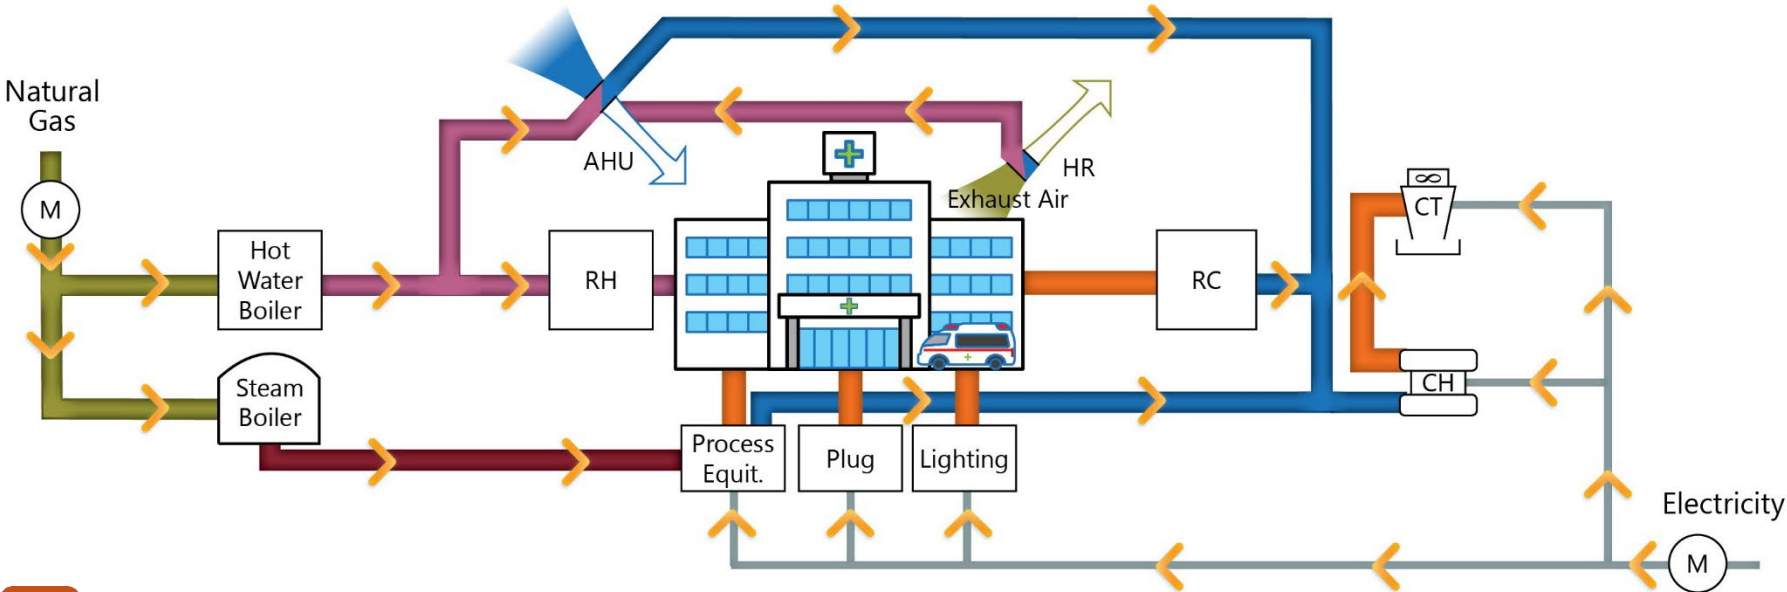 Natural
Gas
M
Hot
Water
Boiler
Steam
Boiler
AHU
RH
Exhaust Air
HR
RC
∞
CT
CH
Process
Equit.
Plug
Lighting
Electricity
M